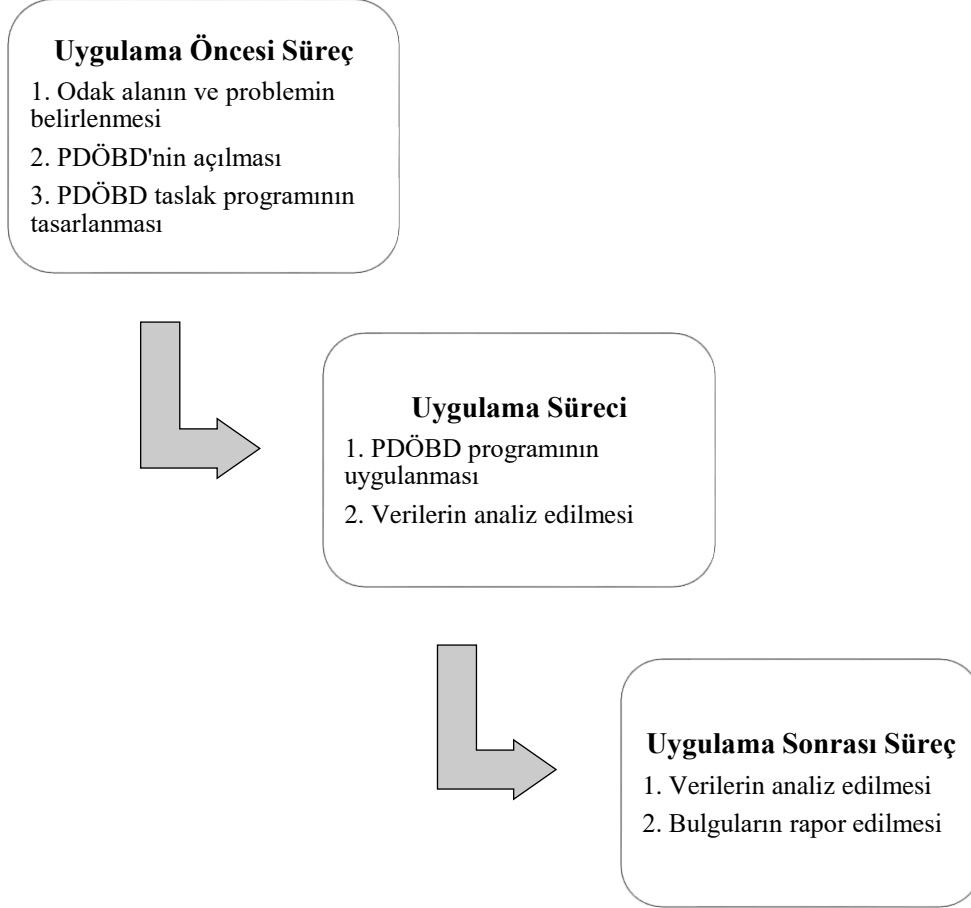 Uygulama Öncesi Süreç
1. Odak alanın ve problemin
belirlenmesi
2. PDÖBD'nin açılması
3. PDÖBD taslak programının
tasarlanması
Uygulama Süreci
1. PDÖBD programının
uygulanması
2. Verilerin analiz edilmesi
Uygulama Sonrası Süreç
1. Verilerin analiz edilmesi
2. Bulguların rapor edilmesi